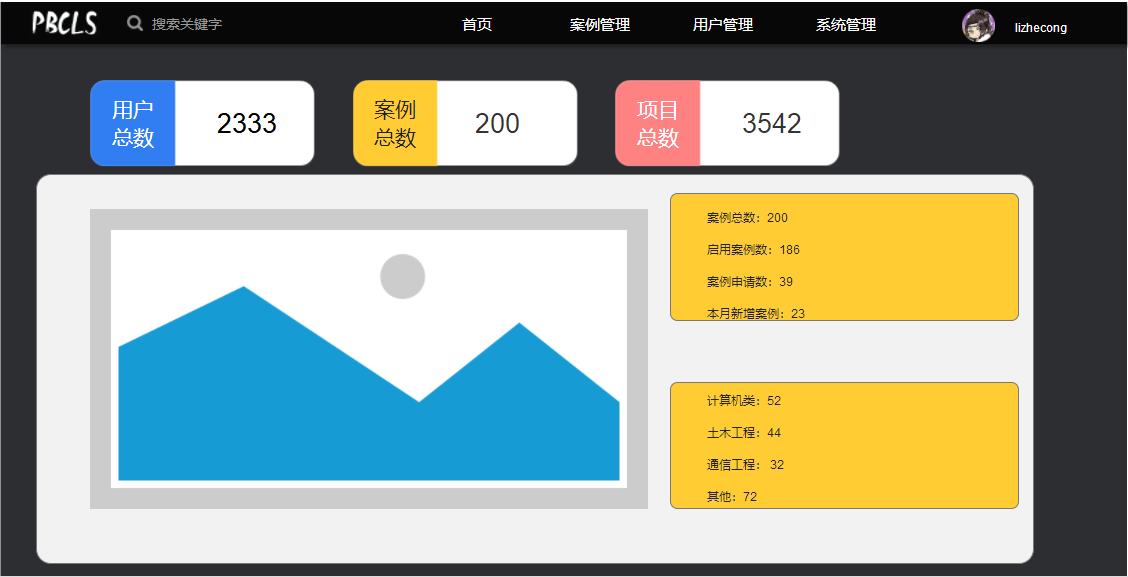 PBCLS 搜索关键字 首页 案例管理 用户管理 系统管理 lizhecong
用户
总数
2333
案例
总数
200
项目
总数
3542
案例总数：200
启用案例数：186
案例申请数：39
本月新增案例：23
计算机类：52
土木工程：44
通信工程： 32
其他：72